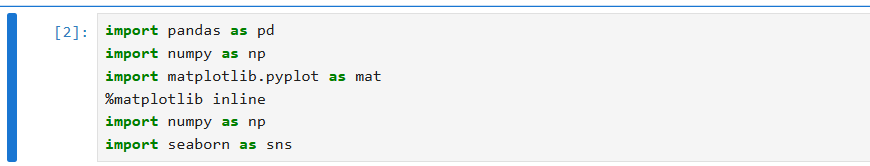 [2]: import pandas as pd
import numpy as np
import matplotlib.pyplot as mat
%matplotlib inline
import numpy as np
import seaborn as sns